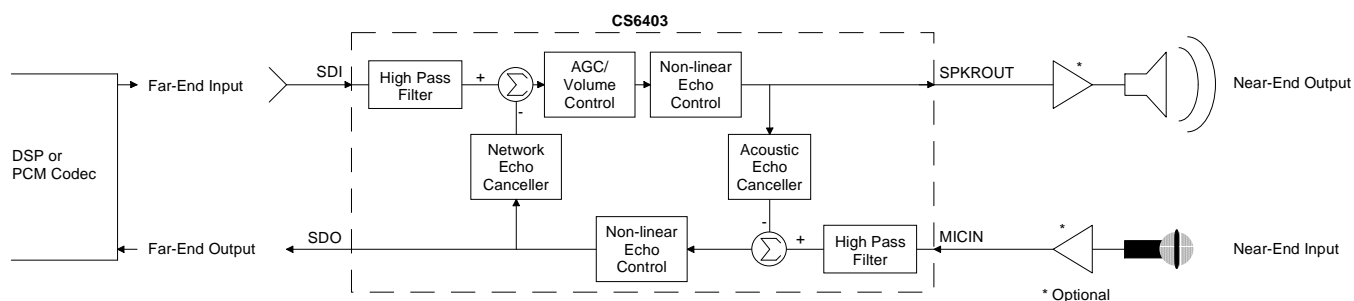 CS6403
DSP or
PCM Codec
Far-End Input
SDI
High Pass
Filter
+
Σ
-
AGC/
Volume
Control
Non-linear
Echo
Control
SPKROUT
*
Near-End Output
Network
Echo
Canceller
Acoustic
Echo
Canceller
Far-End Output
SDO
Non-linear
Echo
Control
-
Σ
+
High Pass
Filter
MICIN
*
Near-End Input
* Optional